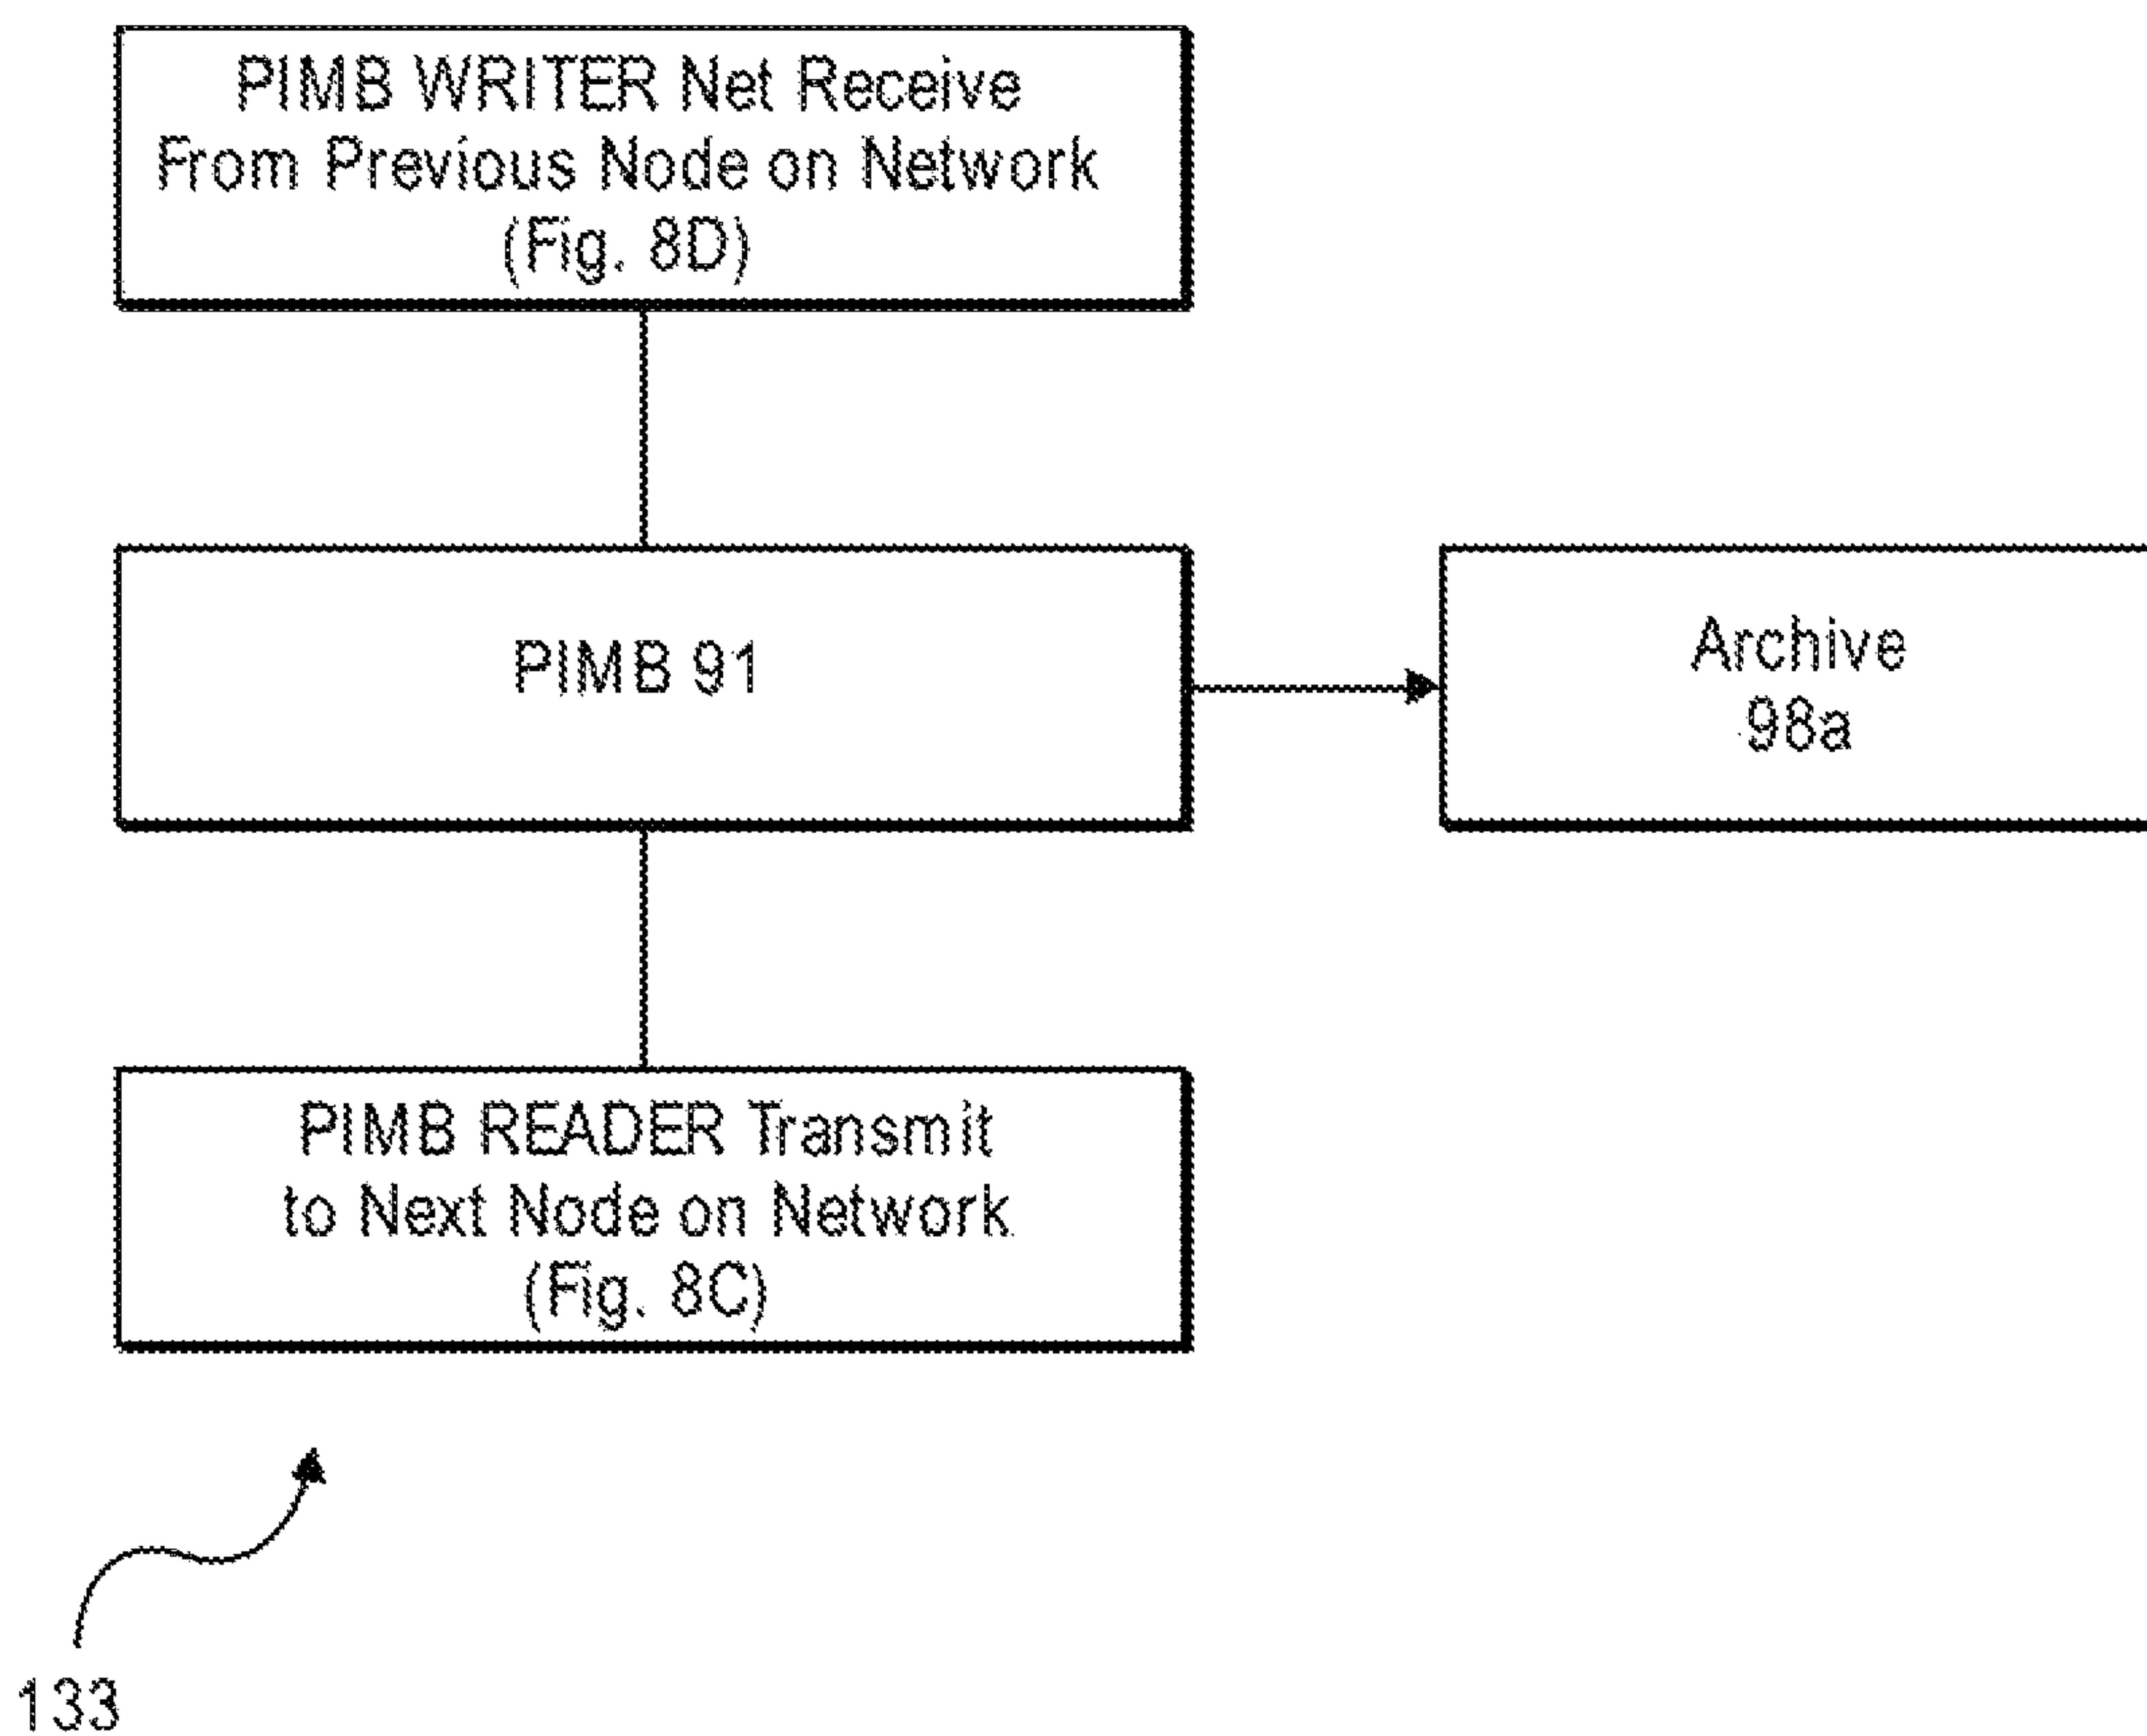 PIMB WRITER Net Receive
From Previous Node on Network
(Fig. 8D)
PIMB 91
Archive
98a
PIMB READER Transmit
to Next Node on Network
(Fig. 8C)
133